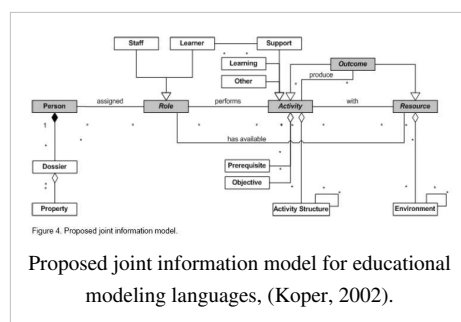 Staff
Learner
Support
Learning
Other
Outcome
produce
Person
assigned
Role
performs
Activity
with
Resource
has available
Dossier
Property
Prerequisite
Objective
Activity Structure
Environment
Figure 4. Proposed joint information model.
Proposed joint information model for educational
modeling languages, (Koper, 2002).